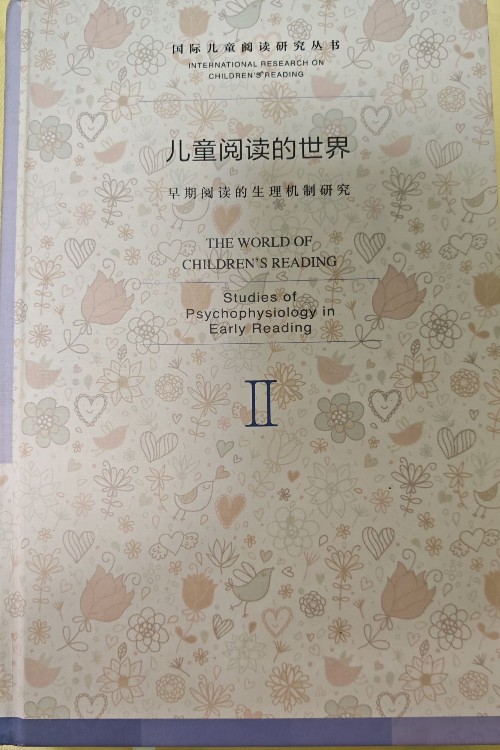 国际儿童阅读研究丛书
INTERNATIONAL RESEARCH ON
CHILDREN'S READING
儿童阅读的世界
早期阅读的生理机制研究
THE WORLD OF
CHILDREN'S READING
Studies of
Psychophysiology in
Early Reading
II